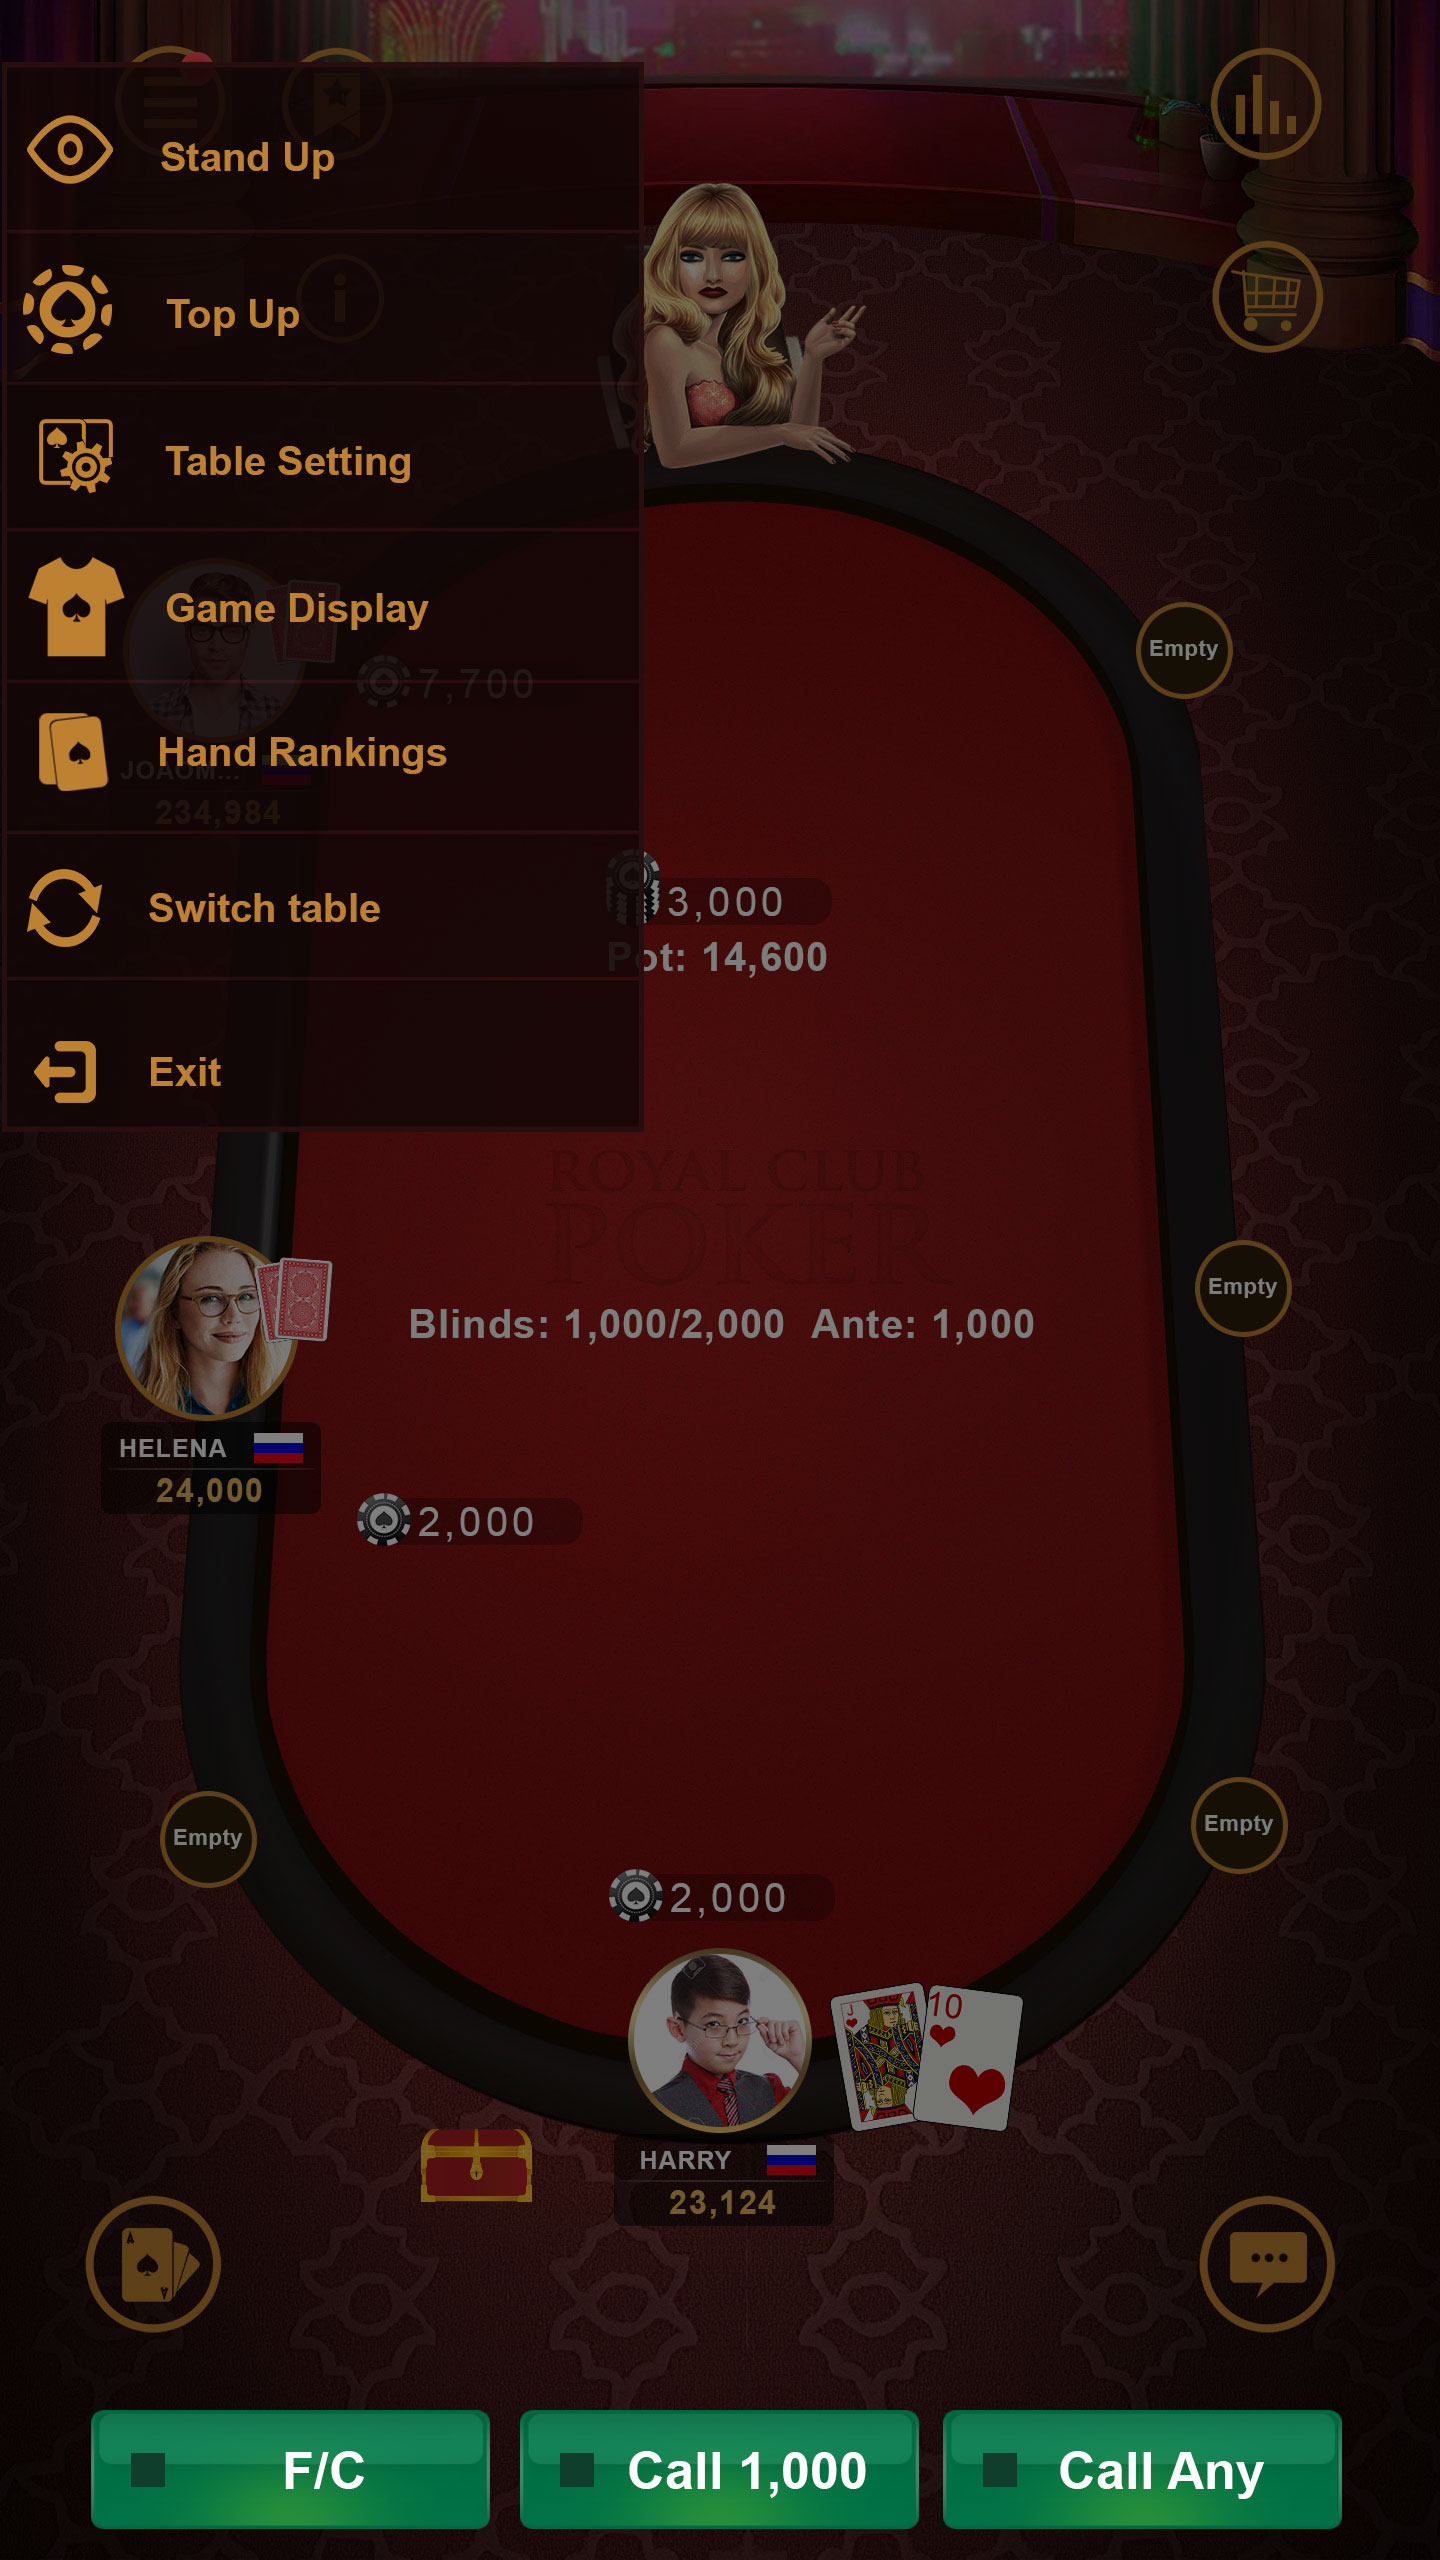 Stand Up
Top Up
Table Setting
Game Display
7,700
Hand Rankings
JOAOM...
234,984
Switch table
3,000
Pot: 14,600
Exit
Empty
ROYAL CLUB
POKER
Empty
Blinds: 1,000/2,000 Ante: 1,000
HELENA
24,000
2,000
Empty
Empty
2,000
J
10
HARRY
23,124
A
A
F/C
Call 1,000
Call Any